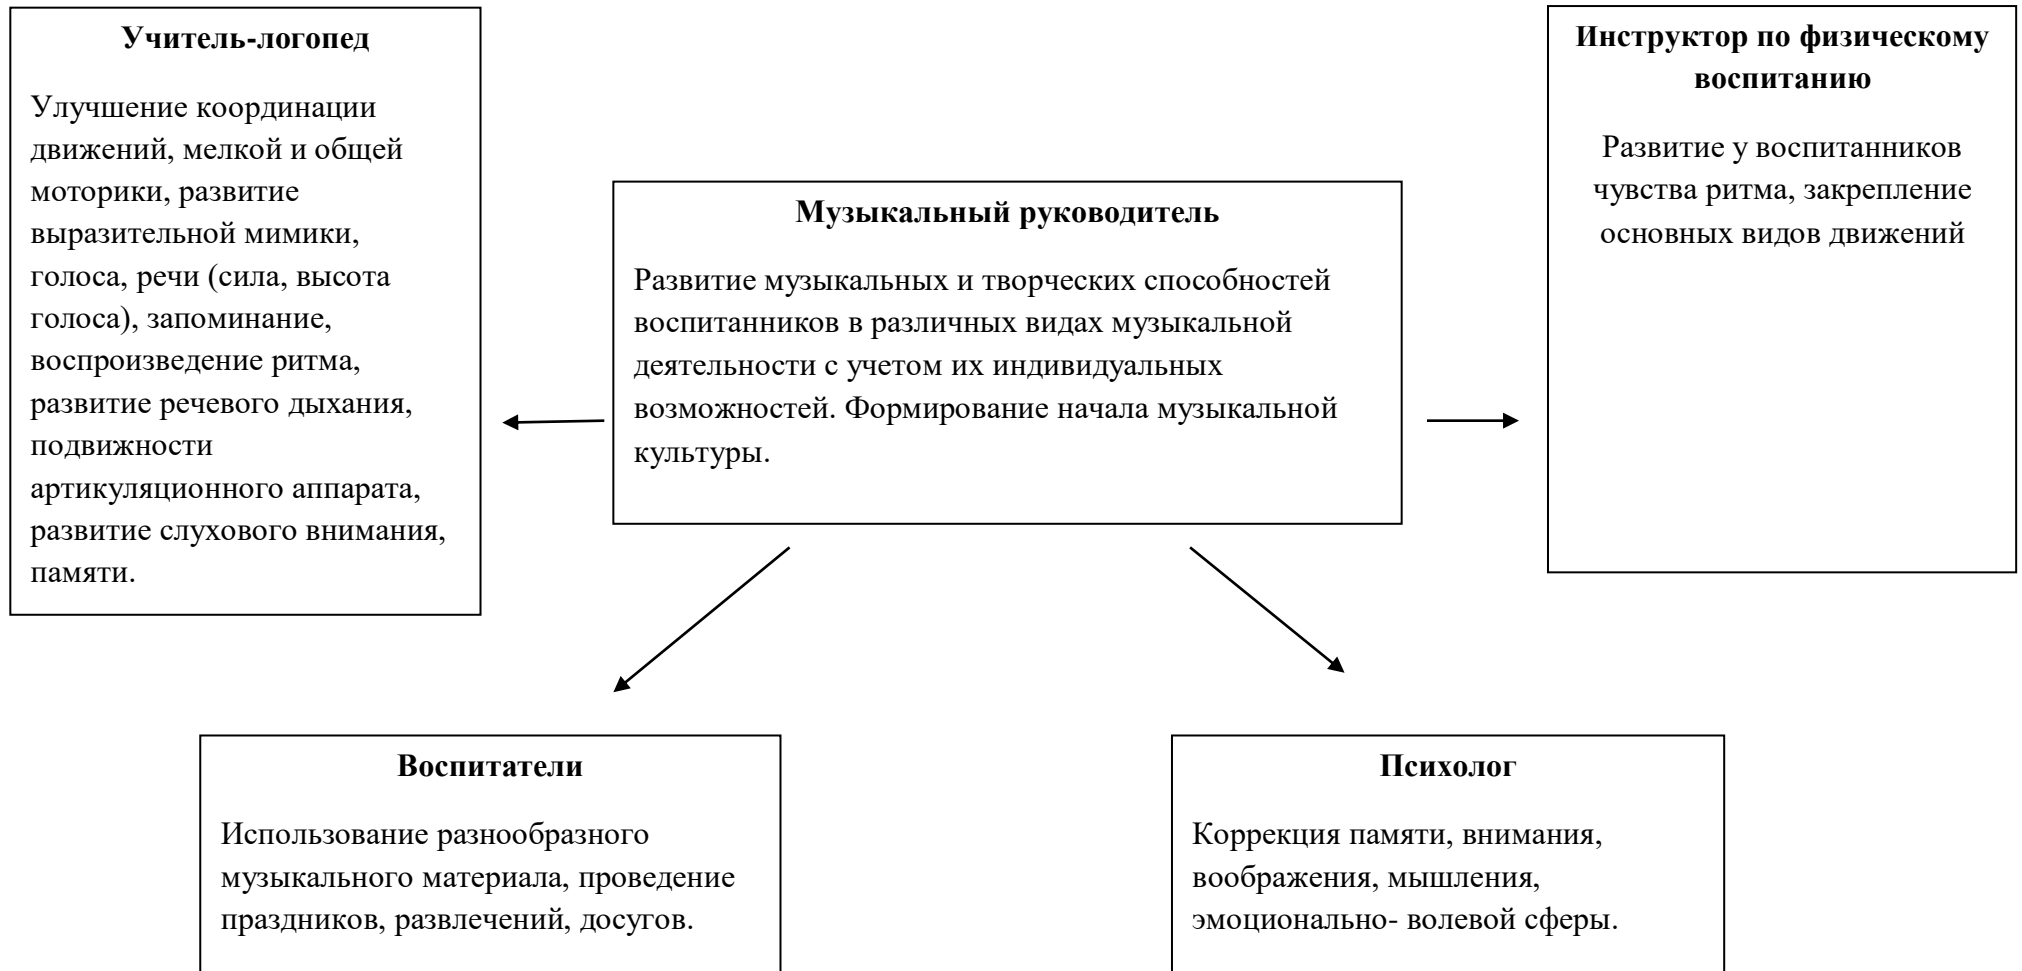 Учитель-логопед
Улучшение координации
движений, мелкой и общей
моторики, развитие
выразительной мимики,
голоса, речи (сила, высота
голоса), запоминание,
воспроизведение ритма,
развитие речевого дыхания,
подвижности
артикуляционного аппарата,
развитие слухового внимания,
памяти.
Музыкальный руководитель
Развитие музыкальных и творческих способностей
воспитанников в различных видах музыкальной
деятельности с учетом их индивидуальных
возможностей. Формирование начала музыкальной
культуры.
Инструктор по физическому
воспитанию
Развитие у воспитанников
чувства ритма, закрепление
основных видов движений
Воспитатели
Использование разнообразного
музыкального материала, проведение
праздников, развлечений, досугов.
Психолог
Коррекция памяти, внимания,
воображения, мышления,
эмоционально- волевой сферы.